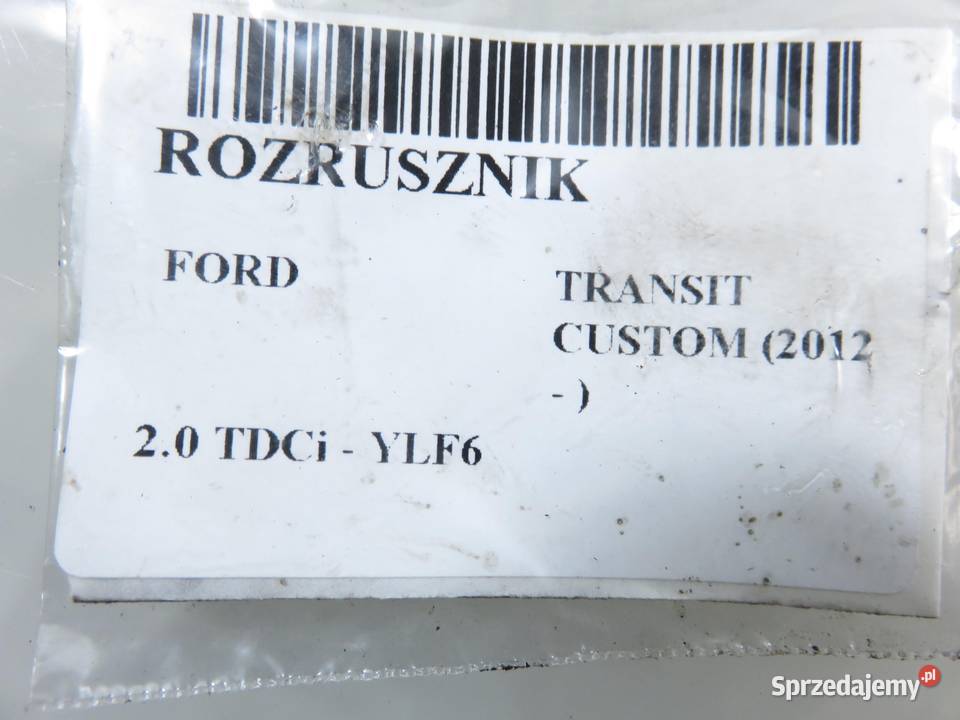 ROZRUSZNIK
FORD
TRANSIT
CUSTOM (2012
- )
2.0 TDCi - YLF6
Sprzedajemy.pl